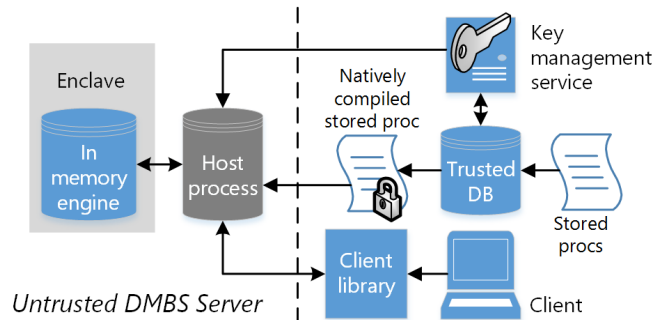 Enclave
In
memory
engine
Host
process
Natively
compiled
stored proc
Key
management
service
Trusted
DB
Stored
procs
Client
library
Client
Untrusted DMBS Server